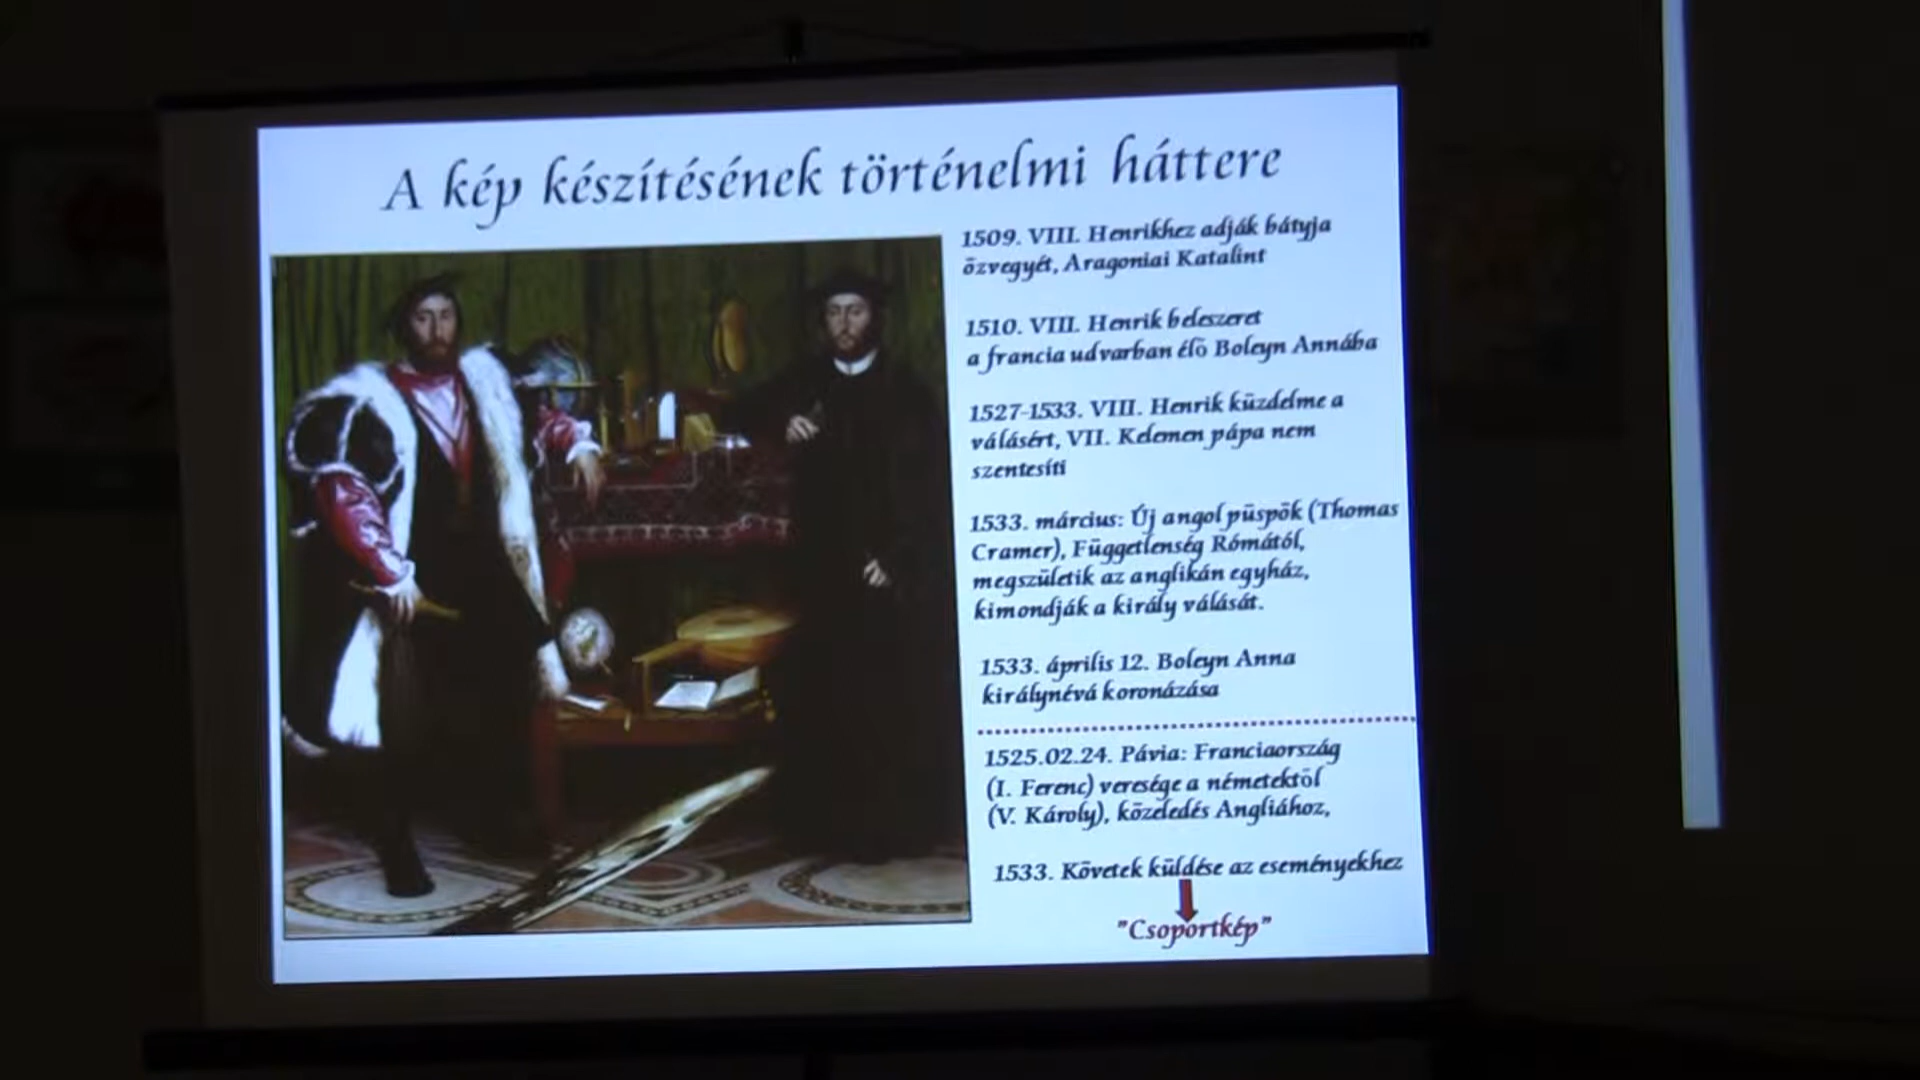 A kép készítésének történelmi háttere
1509. VIII. Henrikhez adják bátyja
özvegyét, Aragoniai Katalint
1510. VIII. Henrik beleszeret
a francia udvarban élő Boleyn Annába
1527-1533. VIII. Henrik küzdelme a
válásért, VII. Kelemen pápa nem
szentesíti
1533. március: Új angol püspök (Thomas
Cramer), Függetlenség Rómától,
megszületik az anglikán egyház,
kimondják a király válását.
1533. április 12. Boleyn Anna
királynévá koronázása
1525.02.24. Pávia: Franciaország
(I. Ferenc) veresége a németektől
(V. Károly), közeledés Angliához,
1533. Követek küldése az eseményekhez
"Csoportkép"